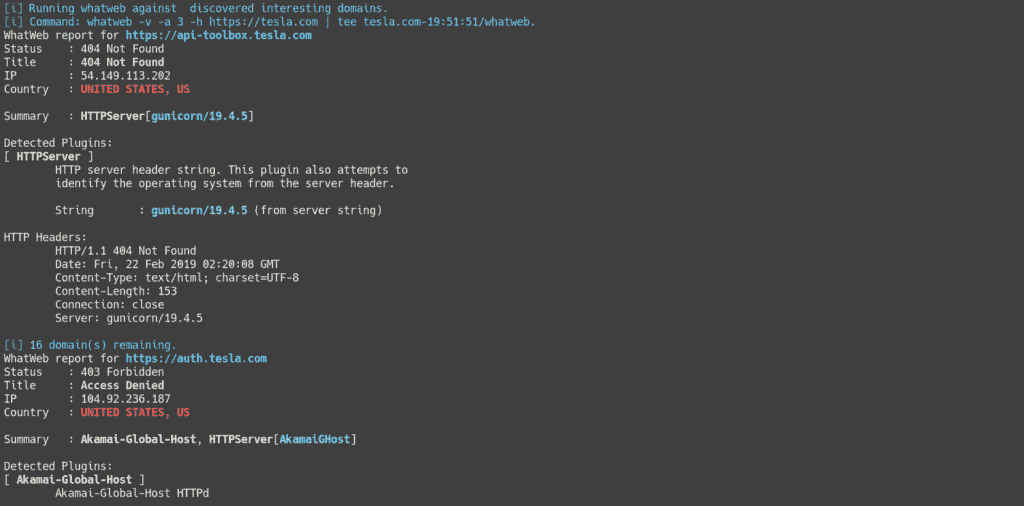 [i] Running whatweb against  discovered interesting domains.
[i] Command: whatweb -v -a 3 -h https://tesla.com | tee tesla.com-19:51:51/whatweb.
WhatWeb report for https://api-toolbox.tesla.com
Status    : 404 Not Found
Title     : 404 Not Found
IP        : 54.149.113.202
Country   : UNITED STATES, US
Summary   : HTTPServer[gunicorn/19.4.5]
Detected Plugins:
[ HTTPServer ]
HTTP server header string. This plugin also attempts to
identify the operating system from the server header.
String       : gunicorn/19.4.5 (from server string)
HTTP Headers:
HTTP/1.1 404 Not Found
Date: Fri, 22 Feb 2019 02:20:08 GMT
Content-Type: text/html; charset=UTF-8
Content-Length: 153
Connection: close
Server: gunicorn/19.4.5
[i] 16 domain(s) remaining.
WhatWeb report for https://auth.tesla.com
Status    : 403 Forbidden
Title     : Access Denied
IP        : 104.92.236.187
Country   : UNITED STATES, US
Summary   : Akamai-Global-Host, HTTPServer[AkamaiGHost]
Detected Plugins:
[ Akamai-Global-Host ]
Akamai-Global-Host HTTPd